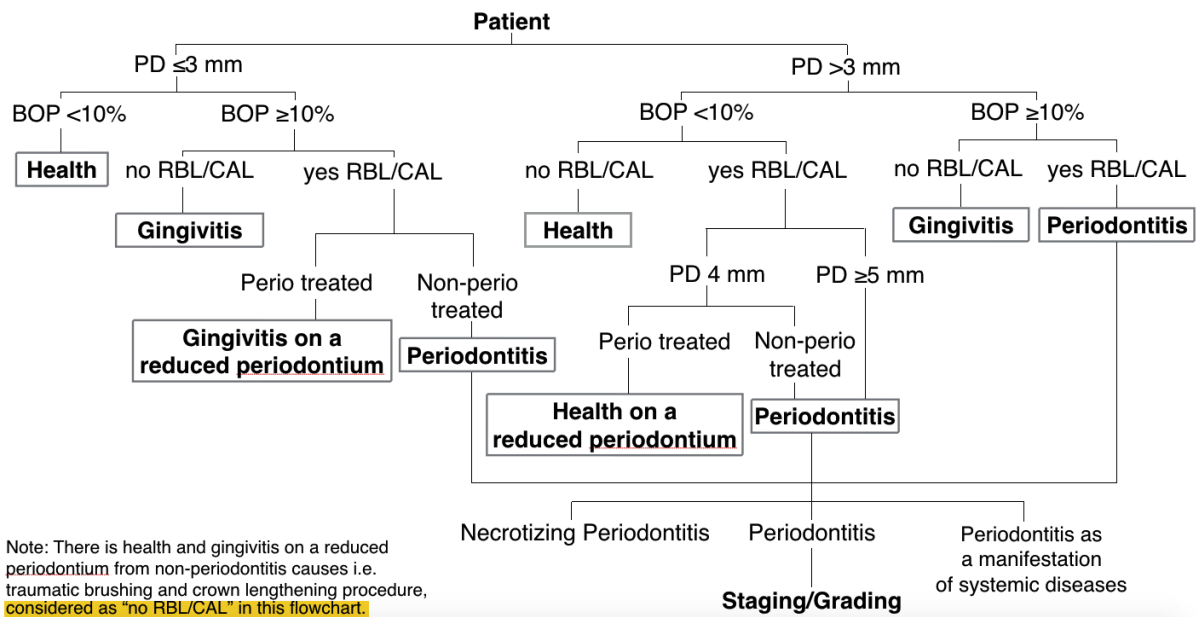 Patient
PD ≤3 mm
PD >3 mm
BOP <10%
BOP ≥10%
BOP <10%
BOP ≥10%
Health
no RBL/CAL
yes RBL/CAL
no RBL/CAL
yes RBL/CAL
no RBL/CAL
yes RBL/CAL
Gingivitis
Health
Gingivitis
Periodontitis
Perio treated
Non-perio
treated
PD 4 mm
PD ≥5 mm
Gingivitis on a
reduced periodontium
Periodontitis
Perio treated
Non-perio
treated
Health on a
reduced periodontium
Periodontitis
Necrotizing Periodontitis
Periodontitis
Periodontitis as
a manifestation
of systemic diseases
Staging/Grading
Note: There is health and gingivitis on a reduced
periodontium from non-periodontitis causes i.e.
traumatic brushing and crown lengthening procedure,
considered as “no RBL/CAL” in this flowchart.